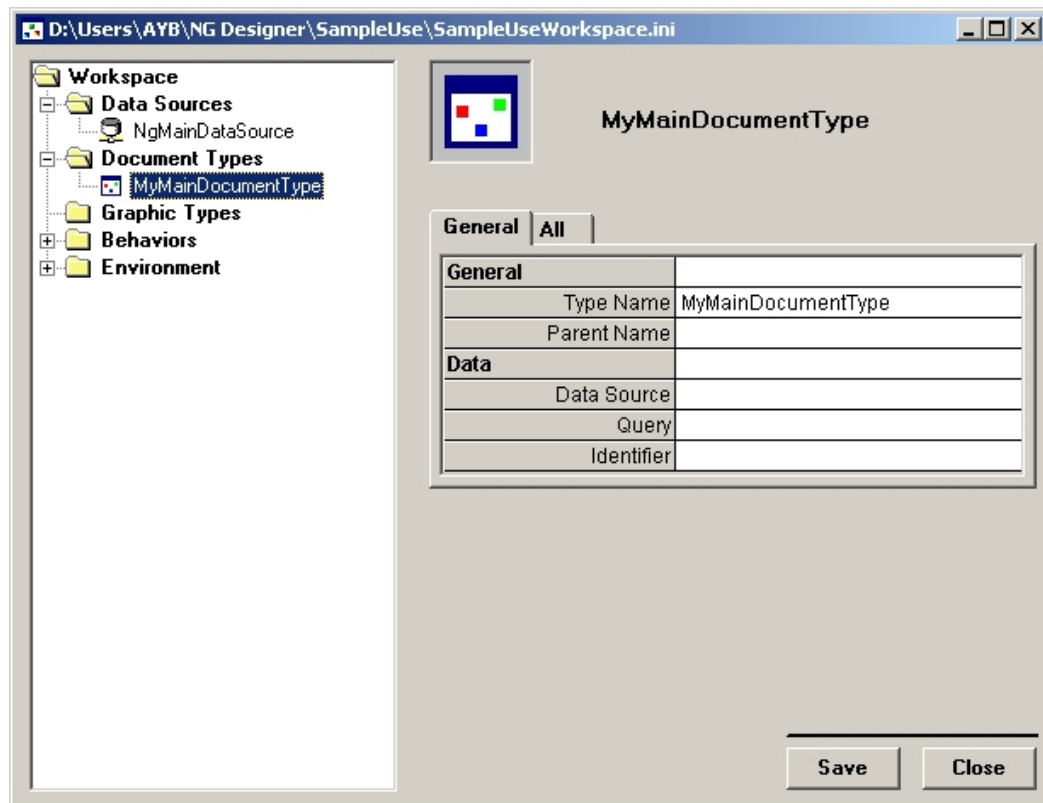 D:\Users\AYB\NG Designer\SampleUse\SampleUseWorkspace.ini
Workspace
Data Sources
NgMainDataSource
Document Types
MyMainDocumentType
Graphic Types
Behaviors
Environment
MyMainDocumentType
General All
General
Type Name MyMainDocumentType
Parent Name
Data
Data Source
Query
Identifier
Save Close